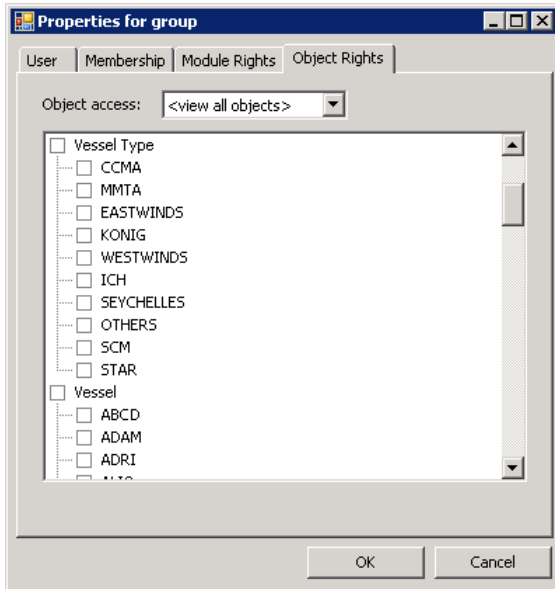 Properties for group
User Membership Module Rights Object Rights
Object access: <view all objects>
Vessel Type
CCMA
MMTA
EASTWINDS
KONIG
WESTWINDS
ICH
SEYCHELLES
OTHERS
SCM
STAR
Vessel
ABCD
ADAM
ADRI
OK Cancel